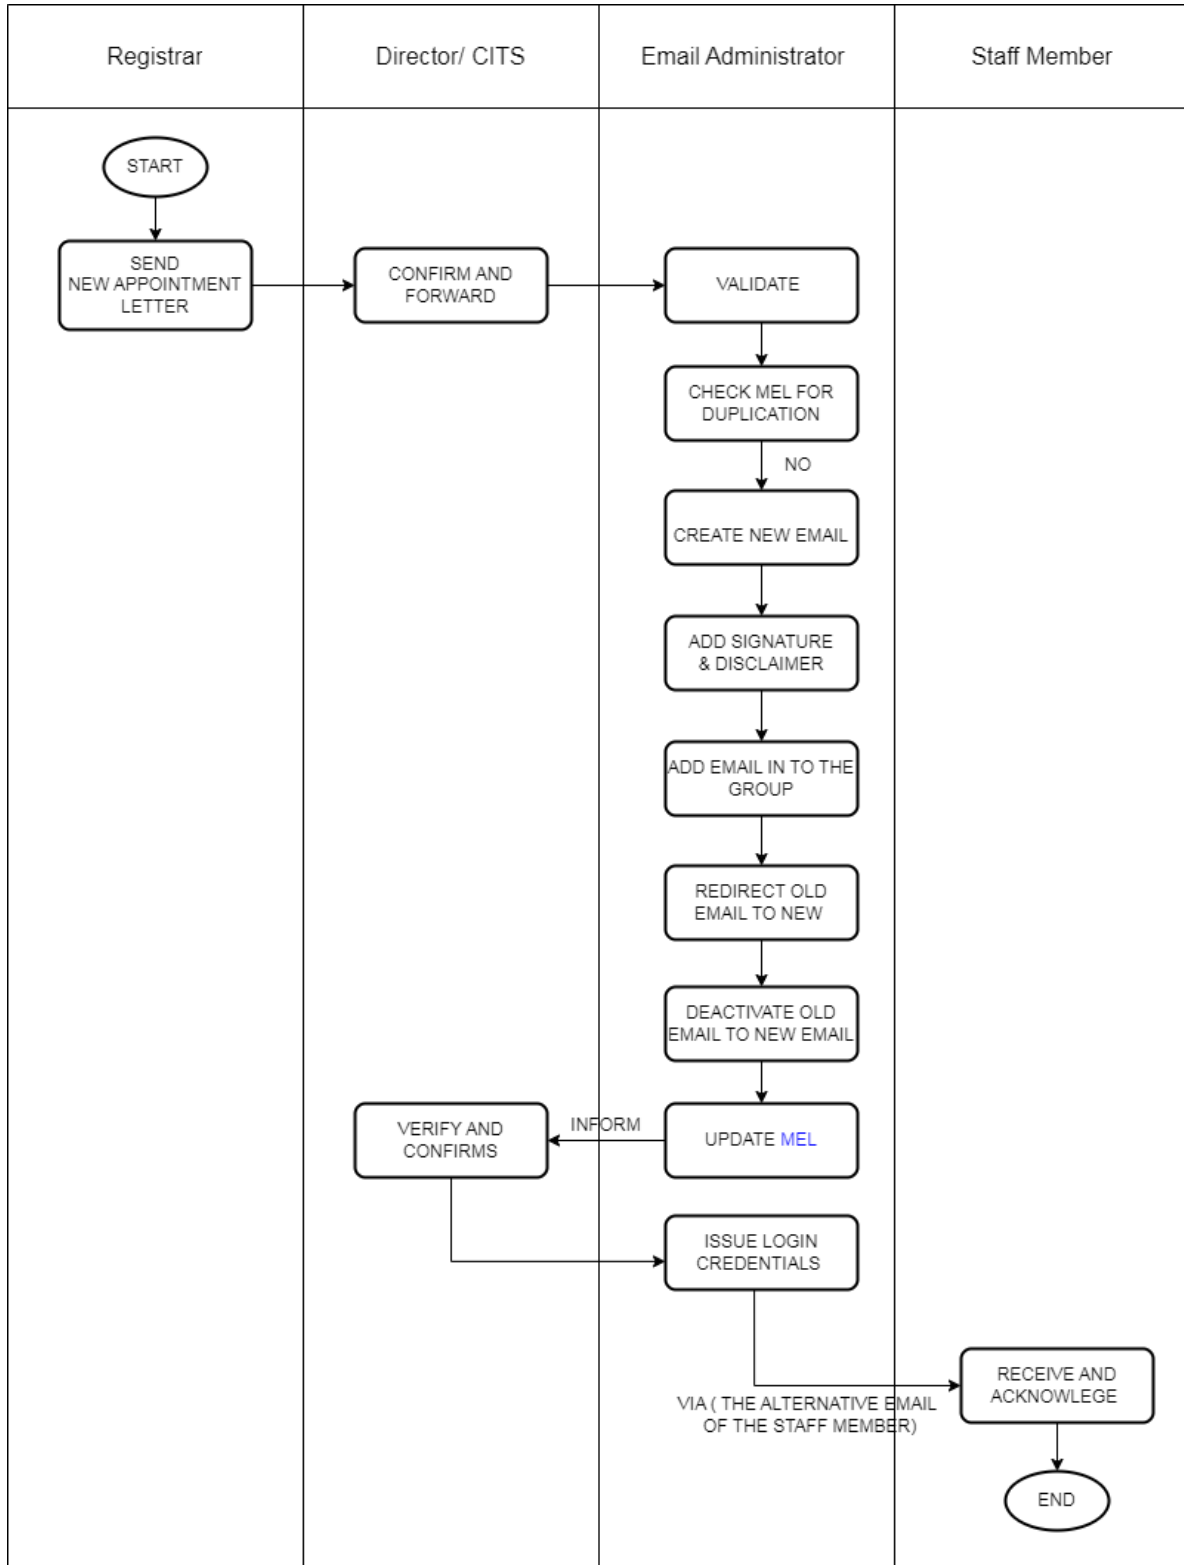 Registrar
Director/ CITS
Email Administrator
Staff Member
START
SEND
NEW APPOINTMENT
LETTER
CONFIRM AND
FORWARD
VALIDATE
CHECK MEL FOR
DUPLICATION
NO
CREATE NEW EMAIL
ADD SIGNATURE
& DISCLAIMER
ADD EMAIL IN TO THE
GROUP
REDIRECT OLD
EMAIL TO NEW
DEACTIVATE OLD
EMAIL TO NEW EMAIL
UPDATE MEL
INFORM
VERIFY AND
CONFIRMS
ISSUE LOGIN
CREDENTIALS
VIA ( THE ALTERNATIVE EMAIL
OF THE STAFF MEMBER)
RECEIVE AND
ACKNOWLEGE
END